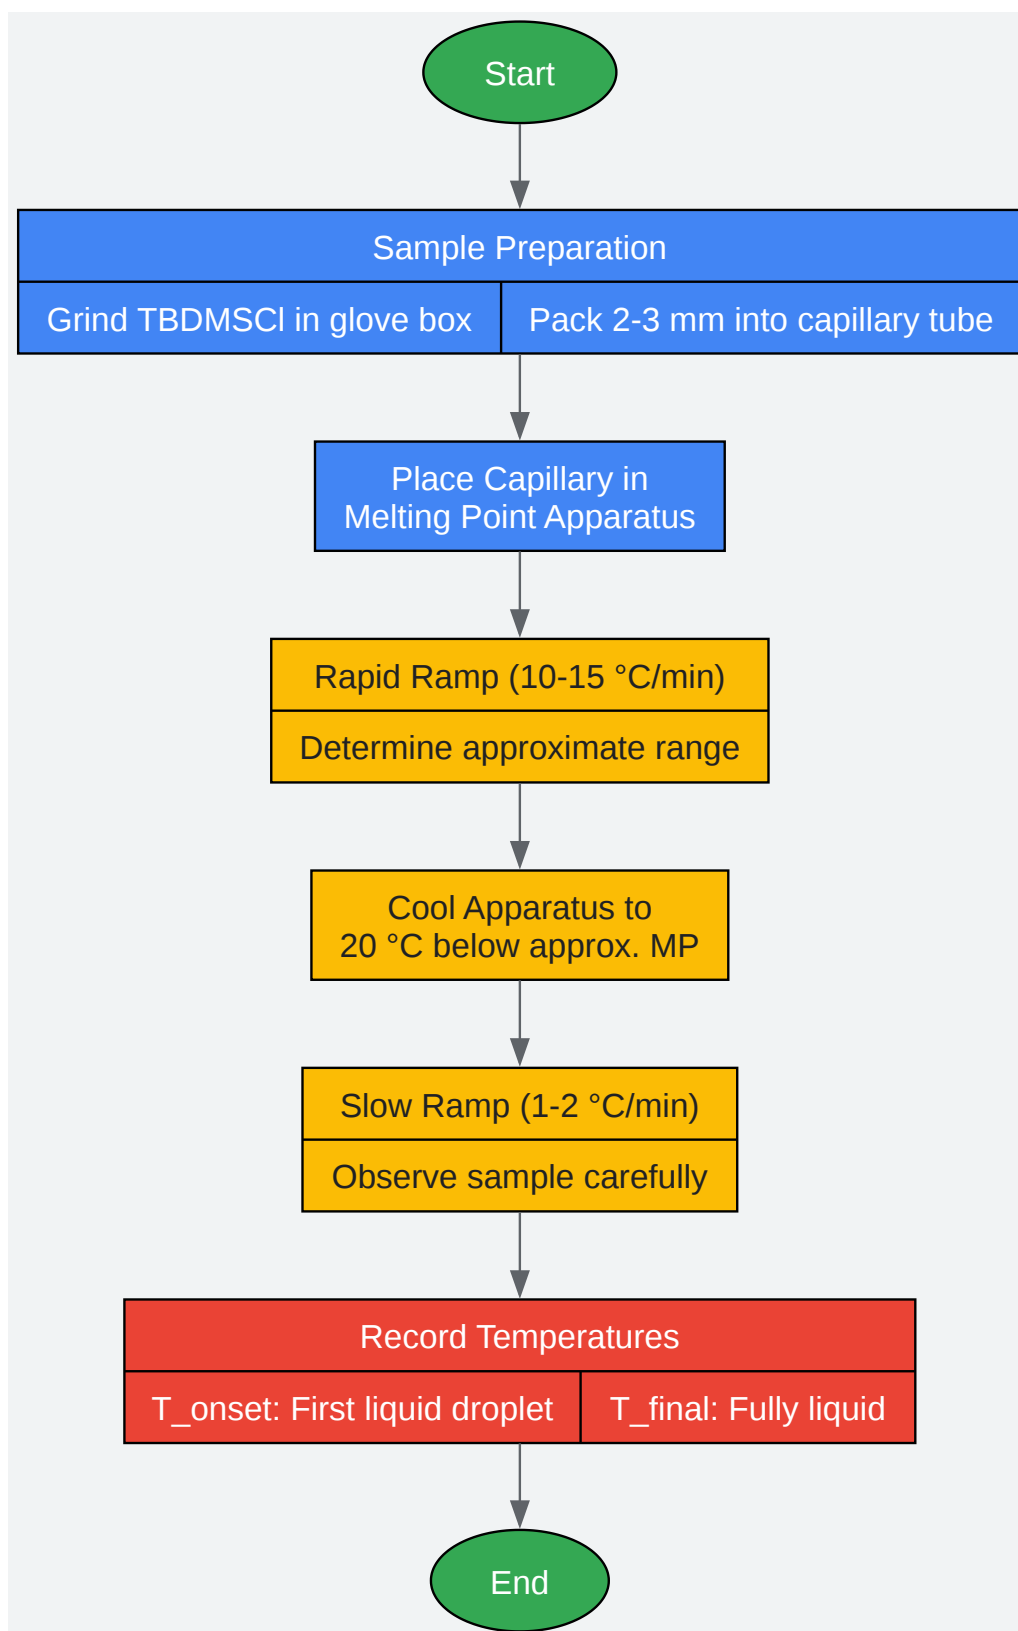 Start
Sample Preparation
Grind TBDMSCl in glove box
Pack 2-3 mm into capillary tube
Place Capillary in
Melting Point Apparatus
Rapid Ramp (10-15 °C/min)
Determine approximate range
Cool Apparatus to
20 °C below approx. MP
Slow Ramp (1-2 °C/min)
Observe sample carefully
Record Temperatures
T_onset: First liquid droplet
T_final: Fully liquid
End